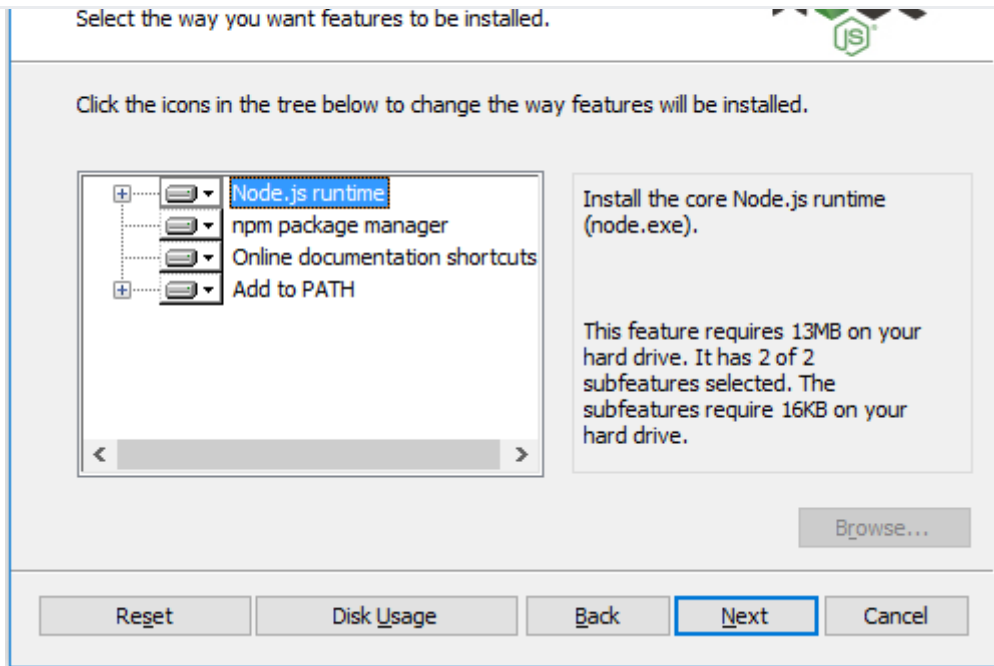 Select the way you want features to be installed.
JS
Click the icons in the tree below to change the way features will be installed.
Node.js runtime
npm package manager
Online documentation shortcuts
Add to PATH
Install the core Node.js runtime
(node.exe).
This feature requires 13MB on your
hard drive. It has 2 of 2
subfeatures selected. The
subfeatures require 16KB on your
hard drive.
Browse...
Reset
Disk Usage
Back
Next
Cancel